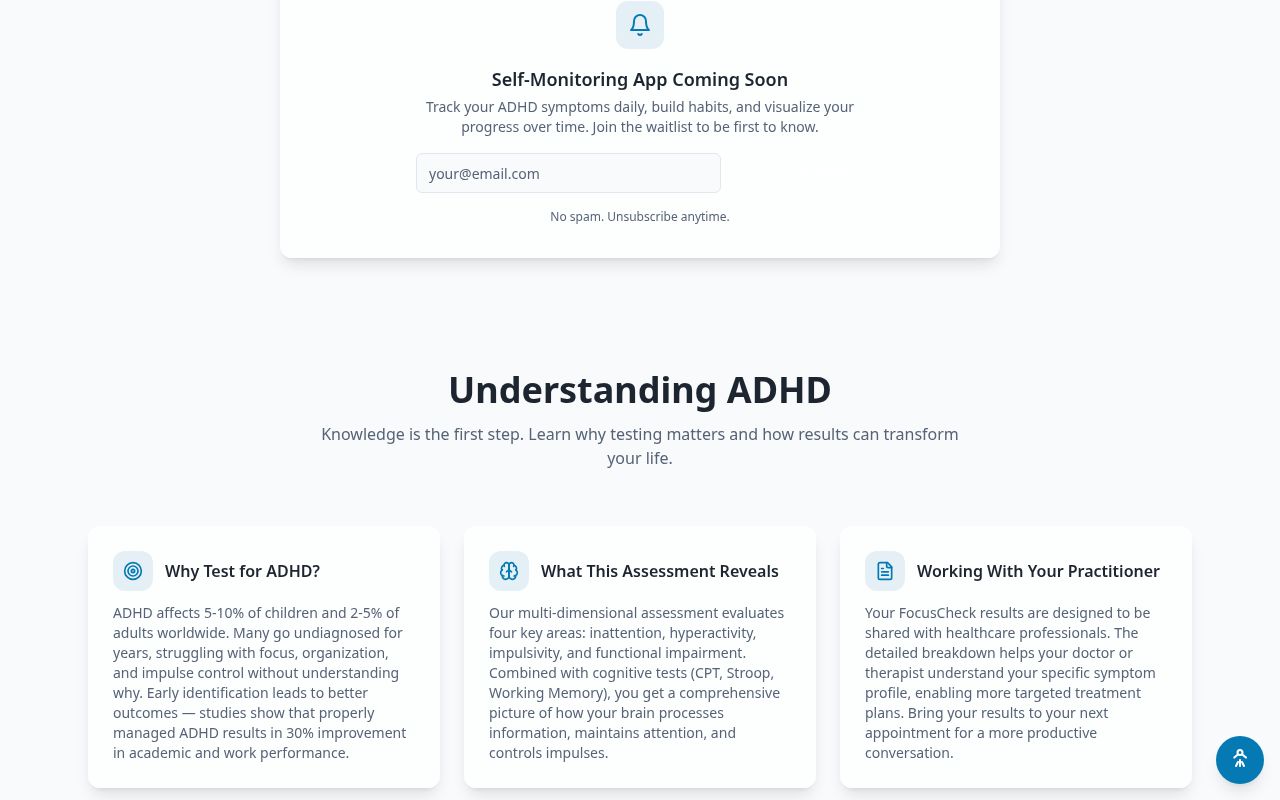 Self-Monitoring App Coming Soon
Track your ADHD symptoms daily, build habits, and visualize your
progress over time. Join the waitlist to be first to know.
your@email.com
No spam. Unsubscribe anytime.
Understanding ADHD
Knowledge is the first step. Learn why testing matters and how results can transform
your life.
Why Test for ADHD?
ADHD affects 5-10% of children and 2-5% of
adults worldwide. Many go undiagnosed for
years, struggling with focus, organization,
and impulse control without understanding
why. Early identification leads to better
outcomes — studies show that properly
managed ADHD results in 30% improvement
in academic and work performance.
What This Assessment Reveals
Our multi-dimensional assessment evaluates
four key areas: inattention, hyperactivity,
impulsivity, and functional impairment.
Combined with cognitive tests (CPT, Stroop,
Working Memory), you get a comprehensive
picture of how your brain processes
information, maintains attention, and
controls impulses.
Working With Your Practitioner
Your FocusCheck results are designed to be
shared with healthcare professionals. The
detailed breakdown helps your doctor or
therapist understand your specific symptom
profile, enabling more targeted treatment
plans. Bring your results to your next
appointment for a more productive
conversation.